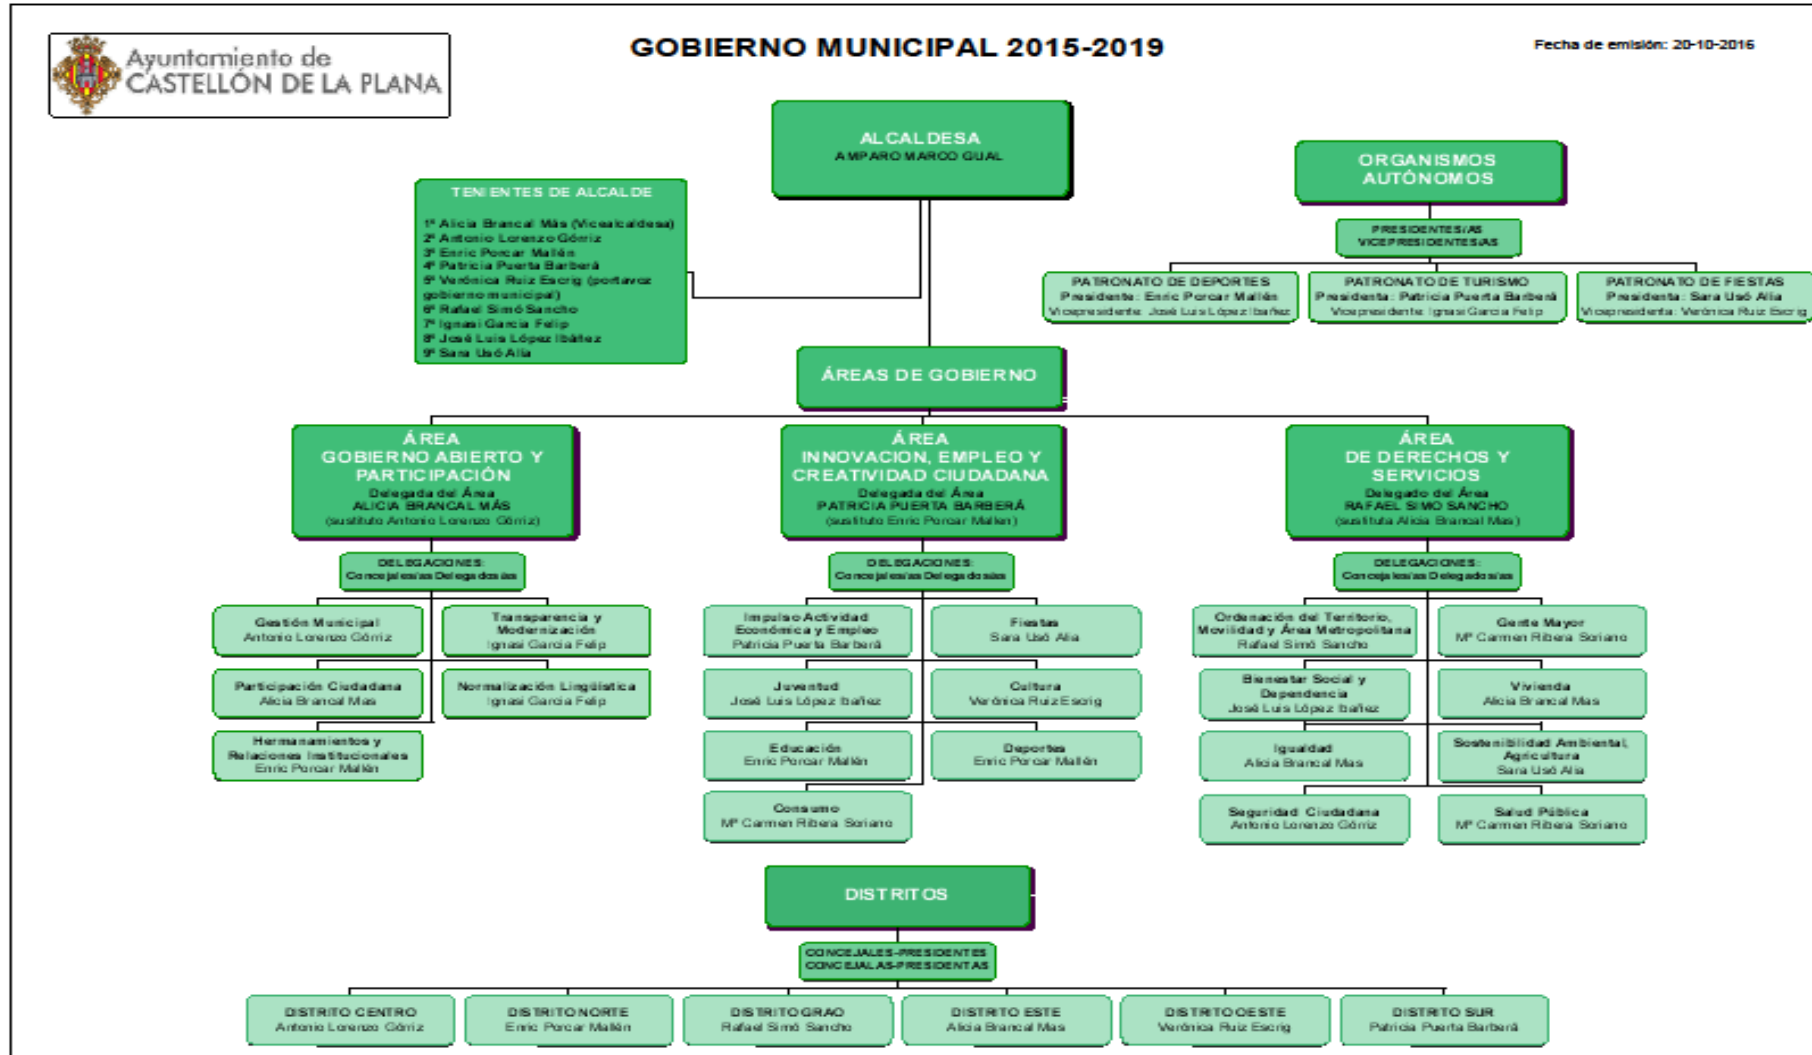 Ayuntamiento de
CASTELLÓN DE LA PLANA
GOBIERNO MUNICIPAL 2015-2019
Fecha de emisión: 20-10-2016
ALCALDESA
AMPARO MARCO GUAL
TENIENTES DE ALCALDE
1ª Alicia Brancal Más (Vicealcaldesa)
2º Antonio Lorenzo Górriz
3º Enric Porcar Mallén
4ª Patricia Puerta Barberá
5ª Verónica Ruiz Escrig (portavoz
gobierno municipal)
6º Rafael Simó Sancho
7º Ignasi Garcia Felip
8º José Luis López Ibáñez
9ª Sara Usó Alía
ORGANISMOS
AUTÓNOMOS
PRESIDENTES/AS
VICEPRESIDENTES/AS
PATRONATO DE DEPORTES
Presidente: Enric Porcar Mallén
Vicepresidente: José Luis López Ibañez
PATRONATO DE TURISMO
Presidenta: Patricia Puerta Barberá
Vicepresidente: Ignasi Garcia Felip
PATRONATO DE FIESTAS
Presidenta: Sara Usó Alia
Vicepresidenta: Verónica Ruiz Escrig
ÁREAS DE GOBIERNO
ÁREA
GOBIERNO ABIERTO Y
PARTICIPACIÓN
Delegada del Área
ALICIA BRANCAL MÁS
(sustituto Antonio Lorenzo Górriz)
DELEGACIONES:
Concejales/as Delegados/as
Gestión Municipal
Antonio Lorenzo Górriz
Transparencia y
Modernización
Ignasi Garcia Felip
Participación Ciudadana
Alicia Brancal Mas
Normalización Lingüística
Ignasi Garcia Felip
Hermanamientos y
Relaciones Institucionales
Enric Porcar Mallén
ÁREA
INNOVACION, EMPLEO Y
CREATIVIDAD CIUDADANA
Delegada del Área
PATRICIA PUERTA BARBERÁ
(sustituto Enric Porcar Mallen)
DELEGACIONES:
Concejales/as Delegados/as
Impulso Actividad
Económica y Empleo
Patricia Puerta Barberá
Fiestas
Sara Usó Alia
Juventud
José Luis López Ibañez
Cultura
Verónica Ruiz Escrig
Educación
Enric Porcar Mallén
Deportes
Enric Porcar Mallén
Consumo
Mª Carmen Ribera Soriano
ÁREA
DE DERECHOS Y
SERVICIOS
Delegado del Área
RAFAEL SIMO SANCHO
(sustituta Alicia Brancal Mas)
DELEGACIONES:
Concejales/as Delegados/as
Ordenación del Territorio,
Movilidad y Área Metropolitana
Rafael Simó Sancho
Gente Mayor
Mª Carmen Ribera Soriano
Bienestar Social y
Dependencia
José Luis López Ibañez
Vivienda
Alicia Brancal Mas
Igualdad
Alicia Brancal Mas
Sostenibilidad Ambiental,
Agricultura
Sara Usó Alia
Seguridad Ciudadana
Antonio Lorenzo Górriz
Salud Pública
Mª Carmen Ribera Soriano
DISTRITOS
CONCEJALES-PRESIDENTES
CONCEJALAS-PRESIDENTAS
DISTRITO CENTRO
Antonio Lorenzo Górriz
DISTRITO NORTE
Enric Porcar Mallén
DISTRITO GRAO
Rafael Simó Sancho
DISTRITO ESTE
Alicia Brancal Mas
DISTRITO OESTE
Verónica Ruiz Escrig
DISTRITO SUR
Patricia Puerta Barberá